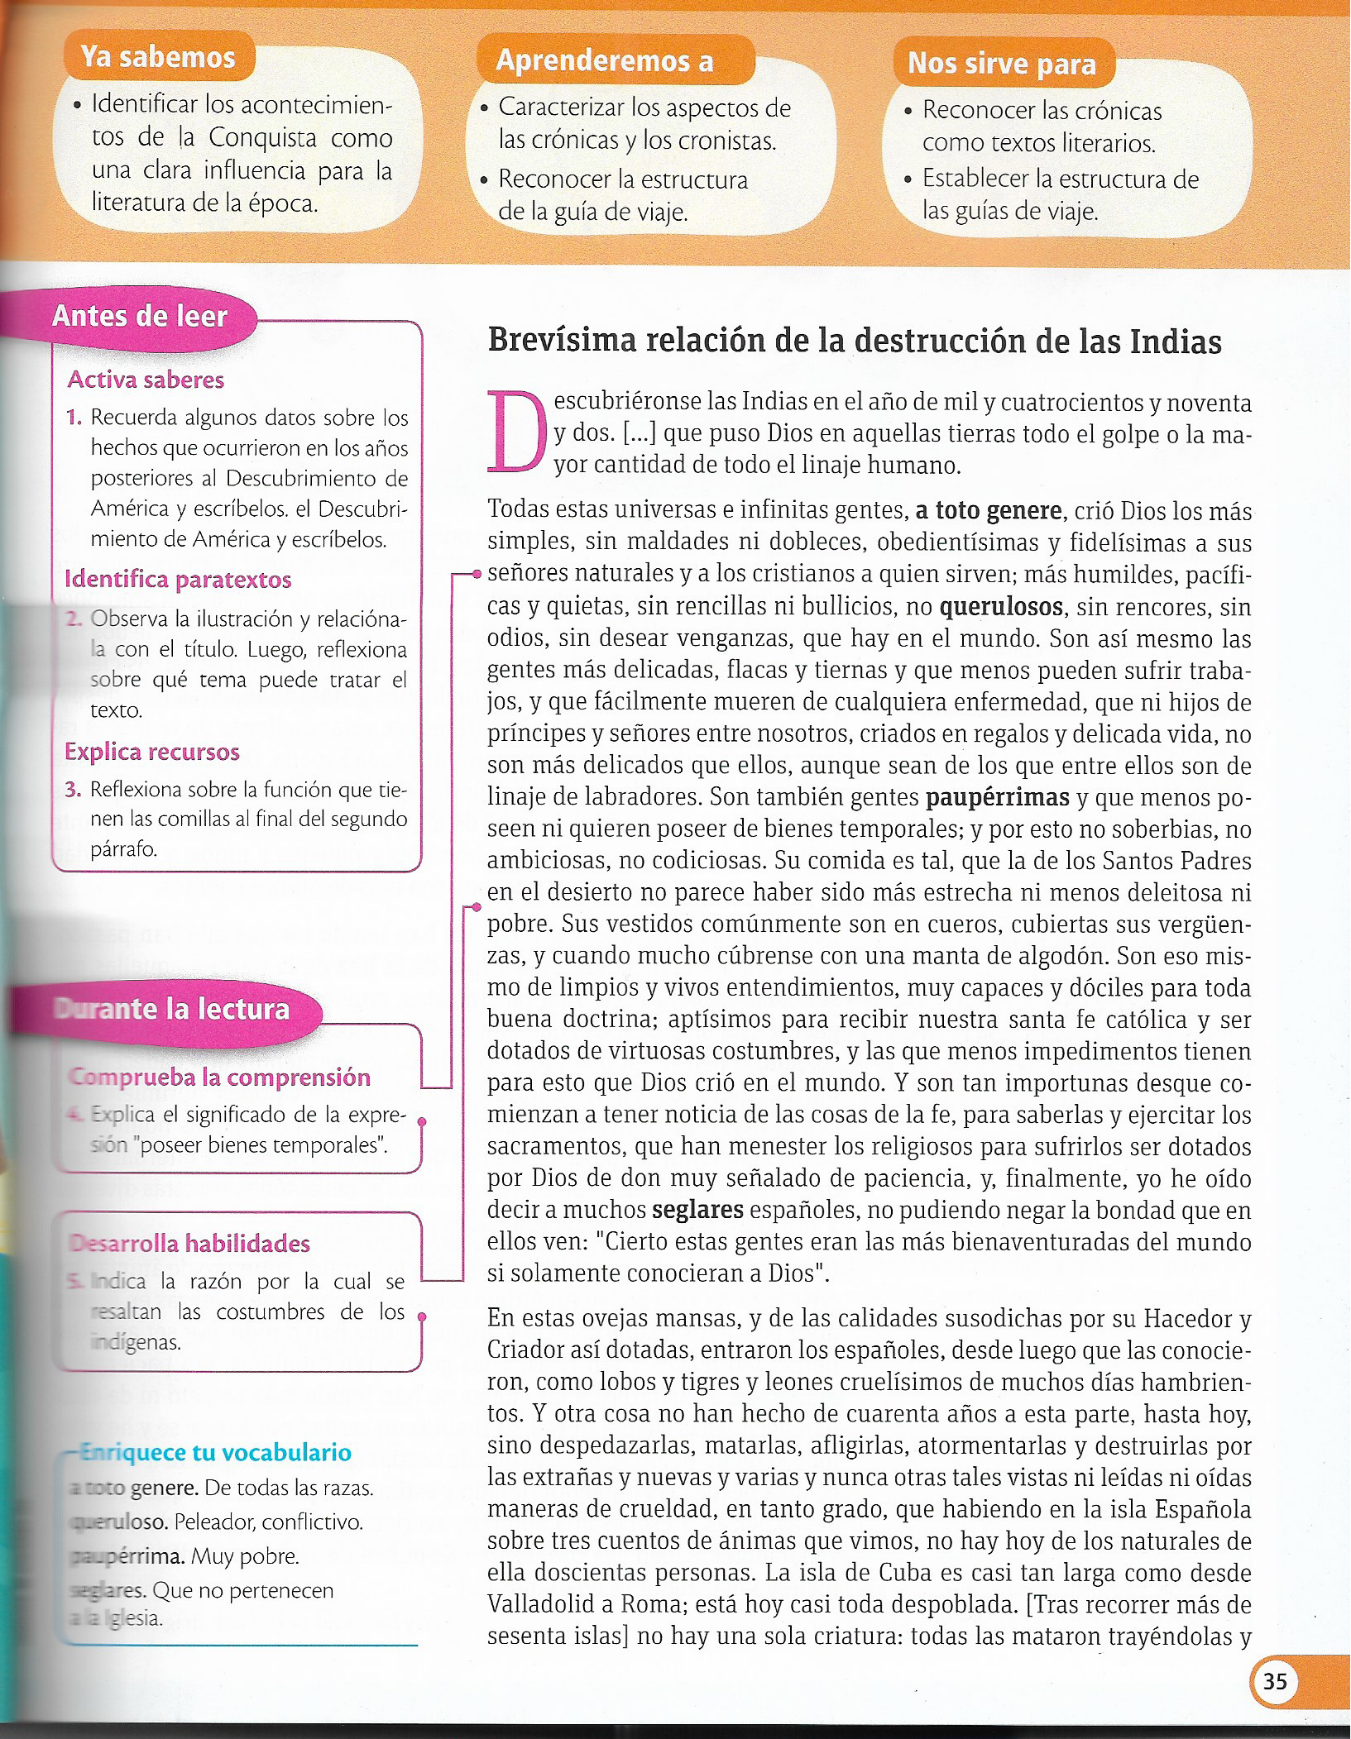 Ya sabemos
• Identificar los acontecimien-
tos de la Conquista como
una clara influencia para la
literatura de la época.
Aprenderemos a
• Caracterizar los aspectos de
las crónicas y los cronistas.
• Reconocer la estructura
de la guía de viaje.
Nos sirve para
• Reconocer las crónicas
como textos literarios.
• Establecer la estructura de
las guías de viaje.
Antes de leer
Activa saberes
1. Recuerda algunos datos sobre los
hechos que ocurrieron en los años
posteriores al Descubrimiento de
América y escríbelos. el Descubri-
miento de América y escríbelos.
Identifica paratextos
2. Observa la ilustración y relacióna-
la con el título. Luego, reflexiona
sobre qué tema puede tratar el
texto.
Explica recursos
3. Reflexiona sobre la función que tie-
nen las comillas al final del segundo
párrafo.
Durante la lectura
Comprueba la comprensión
4. Explica el significado de la expre-
sión "poseer bienes temporales".
Desarrolla habilidades
5. Indica la razón por la cual se
resaltan las costumbres de los
indígenas.
Enriquece tu vocabulario
a toto genere. De todas las razas.
queruloso. Peleador, conflictivo.
paupérrima. Muy pobre.
seglares. Que no pertenecen
a la Iglesia.
Brevísima relación de la destrucción de las Indias
Descubriéronse las Indias en el año de mil y cuatrocientos y noventa
y dos. [...] que puso Dios en aquellas tierras todo el golpe o la ma-
yor cantidad de todo el linaje humano.
Todas estas universas e infinitas gentes, a toto genere, crió Dios los más
simples, sin maldades ni dobleces, obedientísimas y fidelísimas a sus
señores naturales y a los cristianos a quien sirven; más humildes, pacífi-
cas y quietas, sin rencillas ni bullicios, no querulosos, sin rencores, sin
odios, sin desear venganzas, que hay en el mundo. Son así mesmo las
gentes más delicadas, flacas y tiernas y que menos pueden sufrir traba-
jos, y que fácilmente mueren de cualquiera enfermedad, que ni hijos de
príncipes y señores entre nosotros, criados en regalos y delicada vida, no
son más delicados que ellos, aunque sean de los que entre ellos son de
linaje de labradores. Son también gentes paupérrimas y que menos po-
seen ni quieren poseer de bienes temporales; y por esto no soberbias, no
ambiciosas, no codiciosas. Su comida es tal, que la de los Santos Padres
en el desierto no parece haber sido más estrecha ni menos deleitosa ni
pobre. Sus vestidos comúnmente son en cueros, cubiertas sus vergüen-
zas, y cuando mucho cúbrense con una manta de algodón. Son eso mis-
mo de limpios y vivos entendimientos, muy capaces y dóciles para toda
buena doctrina; aptísimos para recibir nuestra santa fe católica y ser
dotados de virtuosas costumbres, y las que menos impedimentos tienen
para esto que Dios crió en el mundo. Y son tan importunas desque co-
mienzan a tener noticia de las cosas de la fe, para saberlas y ejercitar los
sacramentos, que han menester los religiosos para sufrirlos ser dotados
por Dios de don muy señalado de paciencia, y, finalmente, yo he oído
decir a muchos seglares españoles, no pudiendo negar la bondad que en
ellos ven: "Cierto estas gentes eran las más bienaventuradas del mundo
si solamente conocieran a Dios".
En estas ovejas mansas, y de las calidades susodichas por su Hacedor y
Criador así dotadas, entraron los españoles, desde luego que las conocie-
ron, como lobos y tigres y leones cruelísimos de muchos días hambrien-
tos. Y otra cosa no han hecho de cuarenta años a esta parte, hasta hoy,
sino despedazarlas, matarlas, afligirlas, atormentarlas y destruirlas por
las extrañas y nuevas y varias y nunca otras tales vistas ni leídas ni oídas
maneras de crueldad, en tanto grado, que habiendo en la isla Española
sobre tres cuentos de ánimas que vimos, no hay hoy de los naturales de
ella doscientas personas. La isla de Cuba es casi tan larga como desde
Valladolid a Roma; está hoy casi toda despoblada. [Tras recorrer más de
sesenta islas] no hay una sola criatura: todas las mataron trayéndolas y
35